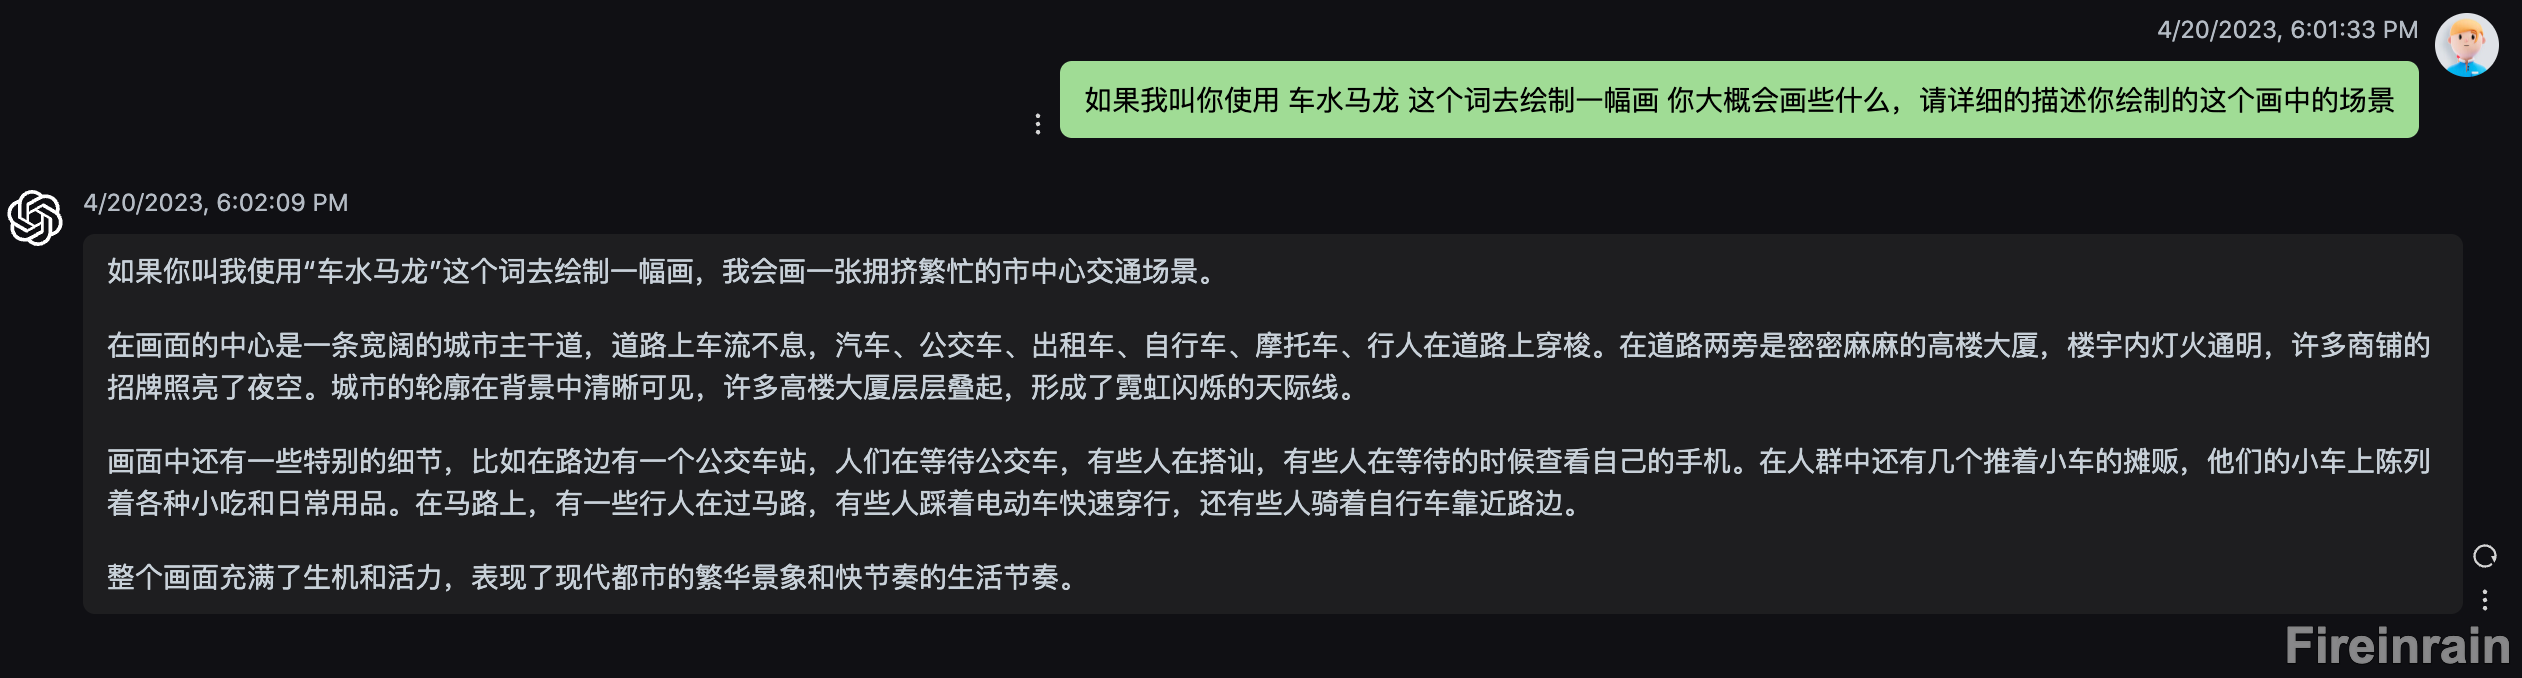 4/20/2023, 6:01:33 PM
如果我叫你使用 车水马龙 这个词去绘制一幅画 你大概会画些什么，请详细的描述你绘制的这个画中的场景
4/20/2023, 6:02:09 PM
如果你叫我使用“车水马龙”这个词去绘制一幅画，我会画一张拥挤繁忙的市中心交通场景。
在画面的中心是一条宽阔的城市主干道，道路上车流不息，汽车、公交车、出租车、自行车、摩托车、行人在道路上穿梭。在道路两旁是密密麻麻的高楼大厦，楼宇内灯火通明，许多商铺的
招牌照亮了夜空。城市的轮廓在背景中清晰可见，许多高楼大厦层层叠起，形成了霓虹闪烁的天际线。
画面中还有一些特别的细节，比如在路边有一个公交车站，人们在等待公交车，有些人在搭讪，有些人在等待的时候查看自己的手机。在人群中还有几个推着小车的摊贩，他们的小车上陈列
着各种小吃和日常用品。在马路上，有一些行人在过马路，有些人踩着电动车快速穿行，还有些人骑着自行车靠近路边。
整个画面充满了生机和活力，表现了现代都市的繁华景象和快节奏的生活节奏。
Fireinrain